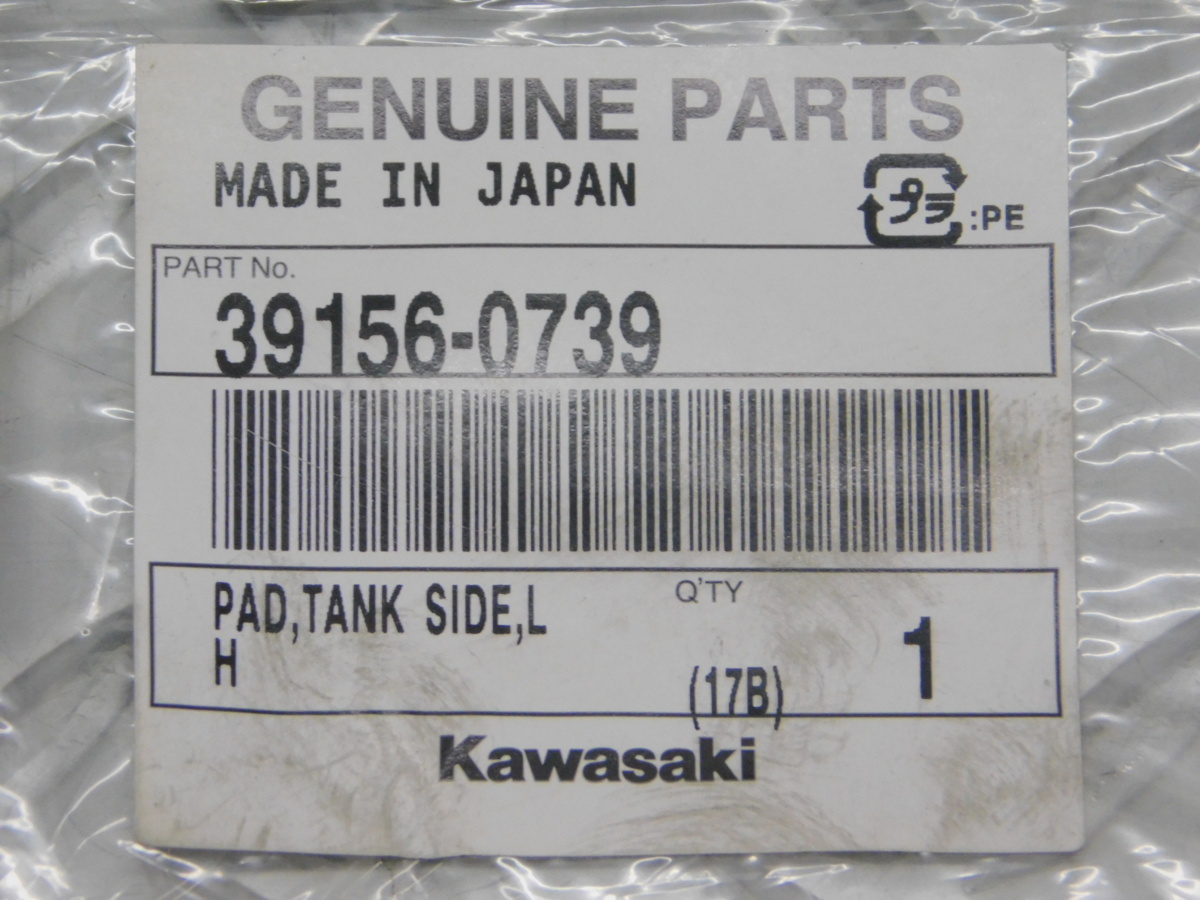 GENUINE PARTS
MADE IN JAPAN
プラ :PE
PART No.
39156-0739
PAD,TANK SIDE,L
H
Q'TY
(17B)
1
Kawasaki